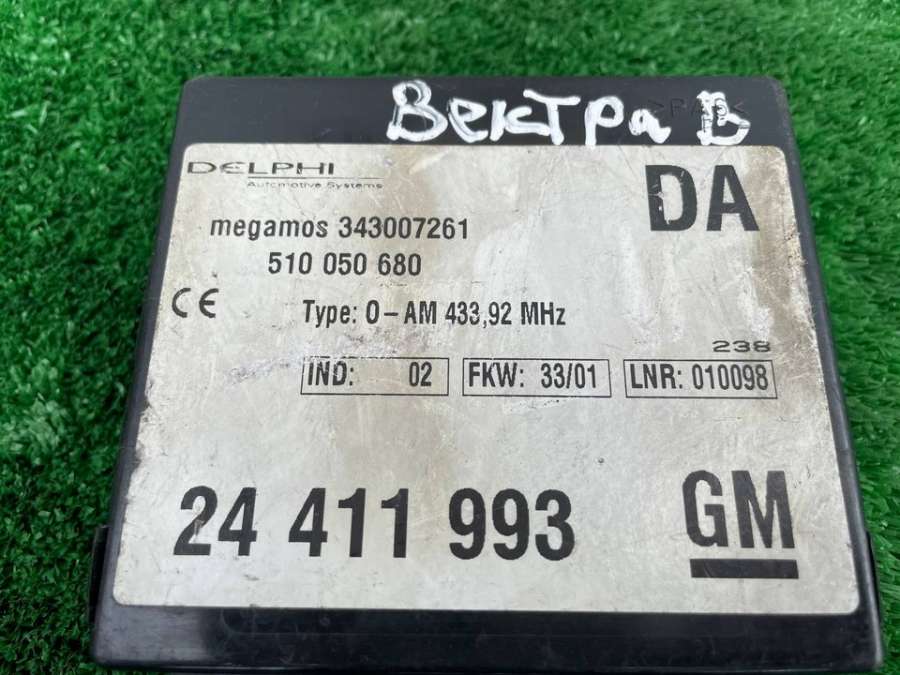 Вектра В
>PA6<
DELPHI
Automotive Systems
DA
megamos 343007261
510 050 680
CE
Type: 0-AM 433,92 MHz
238
IND: 02 FKW: 33/01 LNR: 010098
24 411 993 GM